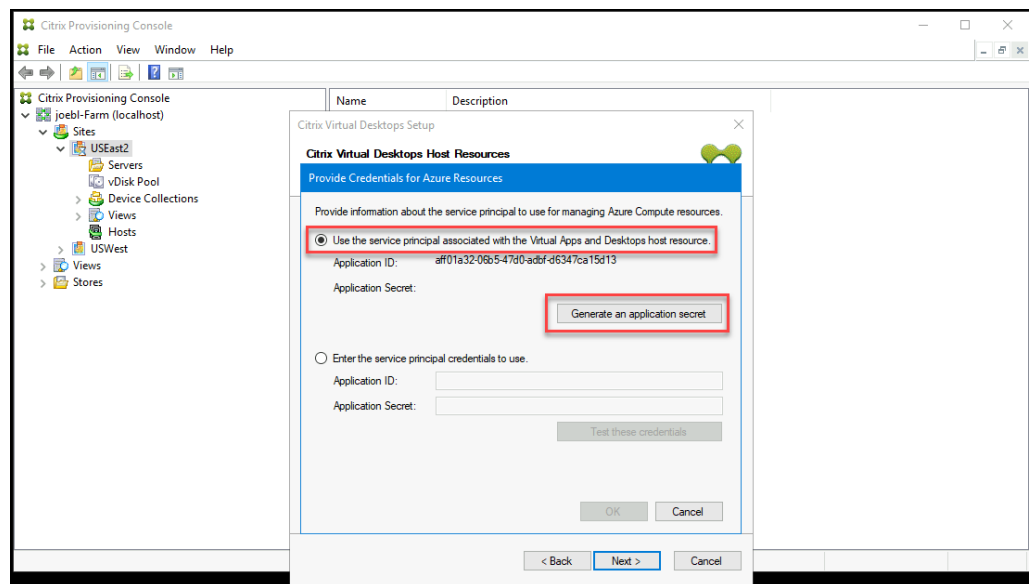 Citrix Provisioning Console
File Action View Window Help
Citrix Provisioning Console
joebl-Farm (localhost)
Sites
USEast2
Servers
vDisk Pool
Device Collections
Views
Hosts
USWest
Views
Stores
Name Description
Citrix Virtual Desktops Setup
Citrix Virtual Desktops Host Resources
Provide Credentials for Azure Resources
Provide information about the service principal to use for managing Azure Compute resources.
Use the service principal associated with the Virtual Apps and Desktops host resource.
Application ID: aff01a32-06b5-47d0-adbf-d6347ca15d13
Application Secret:
Generate an application secret
Enter the service principal credentials to use.
Application ID:
Application Secret:
Test these credentials
OK Cancel
< Back Next > Cancel